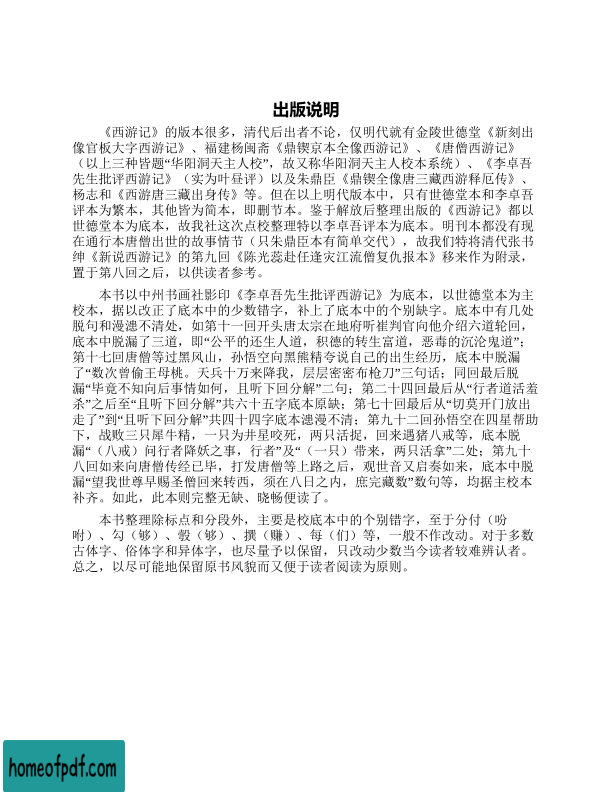 出版说明
《西游记》的版本很多，清代后出者不论，仅明代就有金陵世德堂《新刻出
像官板大字西游记》、福建杨闽斋《鼎锲京本全像西游记》、《唐僧西游记》
（以上三种皆题“华阳洞天主人校”，故又称华阳洞天主人校本系统）、《李卓吾
先生批评西游记》（实为叶昼评）以及朱鼎臣《鼎锲全像唐三藏西游释厄传》、
杨志和《西游唐三藏出身传》等。但在以上明代版本中，只有世德堂本和李卓吾
评本为繁本，其他皆为简本，即删节本。鉴于解放后整理出版的《西游记》都以
世德堂本为底本，故我社这次点校整理特以李卓吾评本为底本。明刊本都没有现
在通行本唐僧出世的故事情节（只朱鼎臣本有简单交代），故我们特将清代张书
绅《新说西游记》的第九回《陈光蕊赴任逢灾江流僧复仇报本》移来作为附录，
置于第八回之后，以供读者参考。
本书以中州书画社影印《李卓吾先生批评西游记》为底本，以世德堂本为主
校本，据以改正了底本中的少数错字，补上了底本中的个别缺字。底本中有几处
脱句和漫漶不清处，如第十一回开头唐太宗在地府听崔判官向他介绍六道轮回，
底本中脱漏了三道，即“公平的还生人道，积德的转生富道，恶毒的沉沦鬼道”；
第十七回唐僧等过黑风山，孙悟空向黑熊精夸说自己的出生经历，底本中脱漏
了“数次曾偷王母桃。天兵十万来降我，层层密密布枪刀”三句话；同回最后脱
漏“毕竟不知向后事情如何，且听下回分解”二句；第二十四回最后从“行者道活羞
杀”之后至“且听下回分解”共六十五字底本原缺；第七十回最后从“切莫开门放出
走了”到“且听下回分解”共四十四字底本漶漫不清；第九十二回孙悟空在四星帮助
下，战败三只犀牛精，一只为井星咬死，两只活捉，回来遇猪八戒等，底本脱
漏“（八戒）问行者降妖之事，行者”及“（一只）带来，两只活拿”二处；第九十
八回如来向唐僧传经已毕，打发唐僧等上路之后，观世音又启奏如来，底本中脱
漏“望我世尊早赐圣僧回来转西，须在八日之内，庶完藏数”数句等，均据主校本
补齐。如此，此本则完整无缺、晓畅便读了。
本书整理除标点和分段外，主要是校底本中的个别错字，至于分付（吩
咐）、勾（够）、彀（够）、撰（赚）、每（们）等，一般不作改动。对于多数
古体字、俗体字和异体字，也尽量予以保留，只改动少数当今读者较难辨认者。
总之，以尽可能地保留原书风貌而又便于读者阅读为原则。
homeofpdf.com